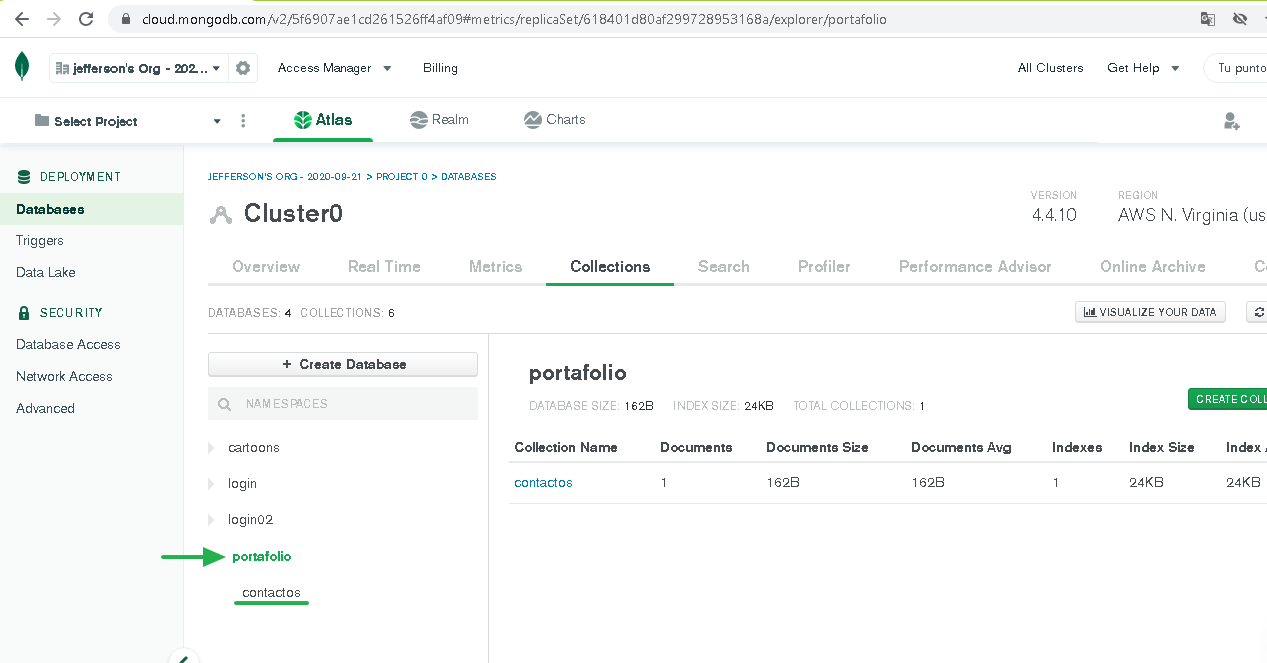 cloud.mongodb.com/v2/5f6907ae1cd261526ff4af09#metrics/replicaSet/618401d80af299728953168a/explorer/portafolio
jefferson's Org - 202... Access Manager Billing All Clusters Get Help Tu punto
Select Project Atlas Realm Charts
DEPLOYMENT
Databases
Triggers
Data Lake
SECURITY
Database Access
Network Access
Advanced
JEFFERSON'S ORG - 2020-09-21 > PROJECT 0 > DATABASES
Cluster0
VERSION
4.4.10
REGION
AWS N. Virginia (us
Overview Real Time Metrics Collections Search Profiler Performance Advisor Online Archive
DATABASES: 4 COLLECTIONS: 6
VISUALIZE YOUR DATA
+ Create Database
NAMESPACES
cartoons
login
login02
portafolio
contactos
portafolio
DATABASE SIZE: 162B INDEX SIZE: 24KB TOTAL COLLECTIONS: 1
CREATE COLL
Collection Name Documents Documents Size Documents Avg Indexes Index Size Index
contactos 1 162B 162B 1 24KB 24KB